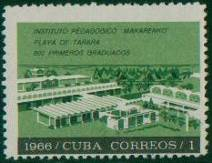 INSTITUTO PEDAGOGICO "MAKARENKO"
PLAYA DE TARARA
800 PRIMEROS GRADUADOS
1966 / CUBA CORREOS / 1